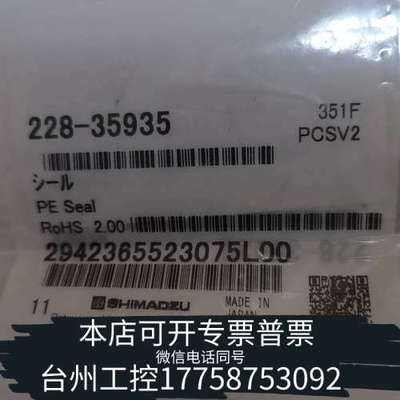 228-35935
351F
PCSV2
シール
PE Seal
RoHS 2.00
2942365523075L00
11
SHIMADZU
MADE IN
JAPAN
本店可开专票普票
微信电话同号
台州工控17758753092